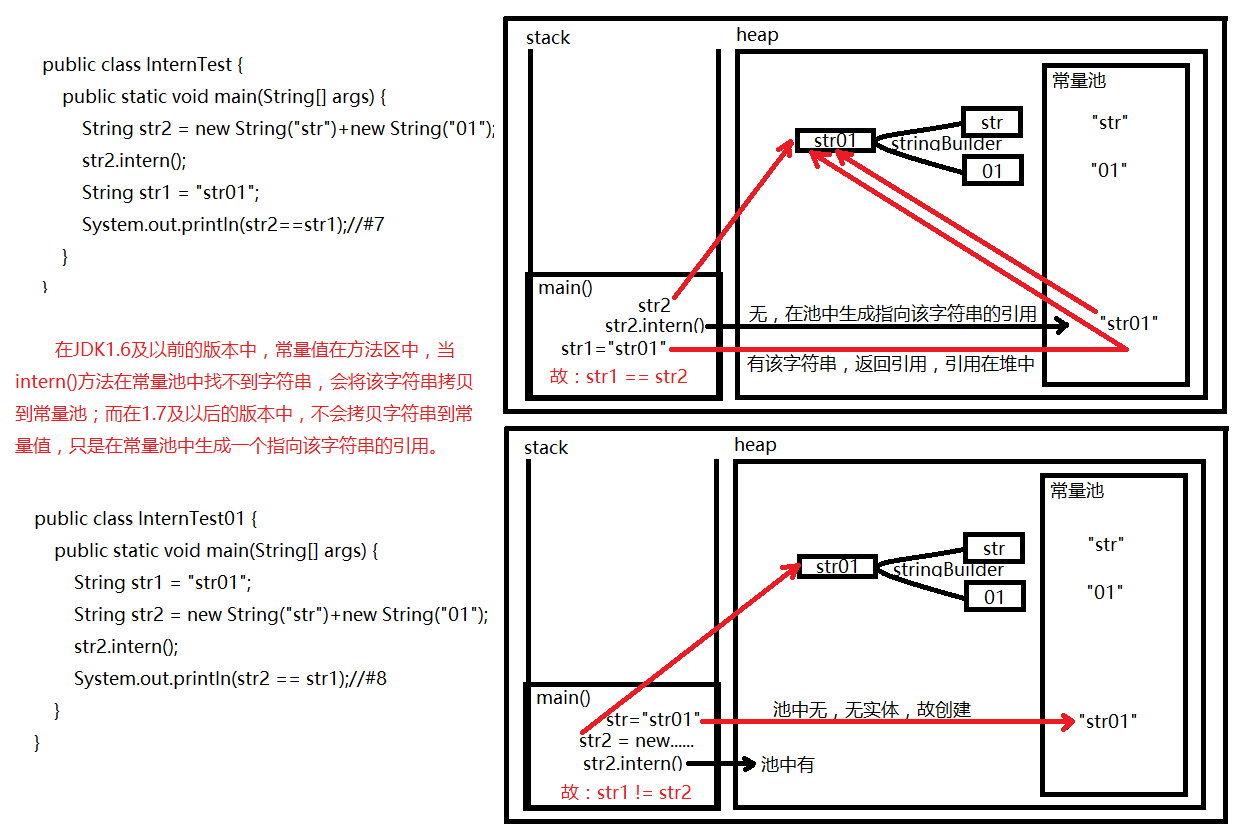 public class InternTest {
public static void main(String[] args) {
String str2 = new String("str")+new String("01");
str2.intern();
String str1 = "str01";
System.out.println(str2==str1);//#7
}
}
在JDK1.6及以前的版本中，常量值在方法区中，当
intern()方法在常量池中找不到字符串，会将该字符串拷贝
到常量池；而在1.7及以后的版本中，不会拷贝字符串到常
量值，只是在常量池中生成一个指向该字符串的引用。
public class InternTest01 {
public static void main(String[] args) {
String str1 = "str01";
String str2 = new String("str")+new String("01");
str2.intern();
System.out.println(str2 == str1);//#8
}
}
stack
heap
常量池
str
"str"
str01
stringBuilder
01
"01"
main()
str2
str2.intern()
无，在池中生成指向该字符串的引用
"str01"
str1="str01"
有该字符串，返回引用，引用在堆中
故：str1 == str2
stack
heap
常量池
str
"str"
str01
stringBuilder
01
"01"
main()
str="str01"
池中无，无实体，故创建
"str01"
str2 = new......
str2.intern()
池中有
故：str1 != str2